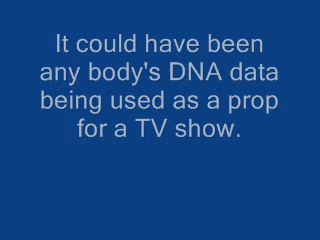 It could have been
any body's DNA data
being used as a prop
for a TV show.